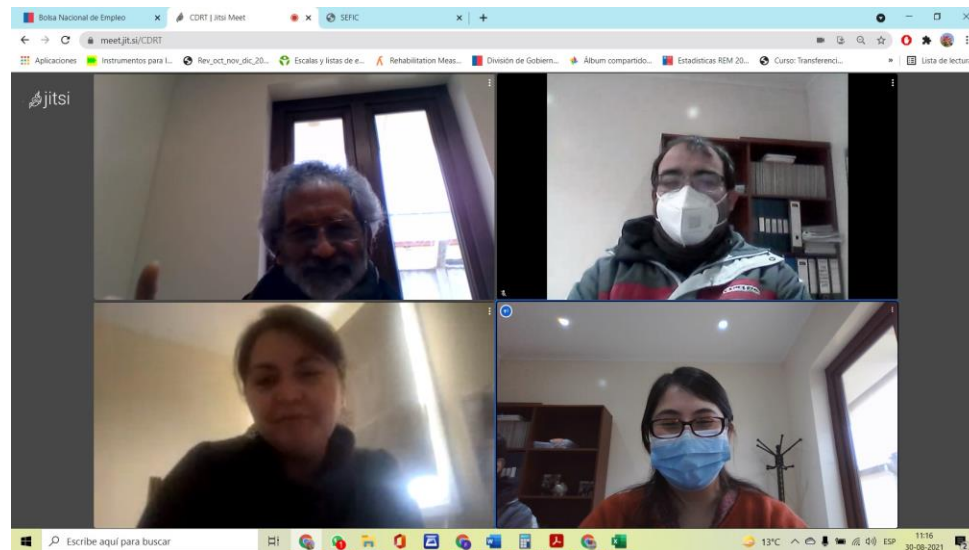 Bolsa Nacional de Empleo
CDRT | Jitsi Meet
SEFIC
meet.jit.si/CDRT
Aplicaciones
Instrumentos para l...
Rev_oct_nov_dic_20...
Escalas y listas de e...
Rehabilitation Meas...
División de Gobiern...
Álbum compartido...
Estadisticas REM 20...
Curso: Transferenci...
»
Lista de lectura
jitsi
Escribe aquí para buscar
13°C
ESP
11:16
30-08-2021